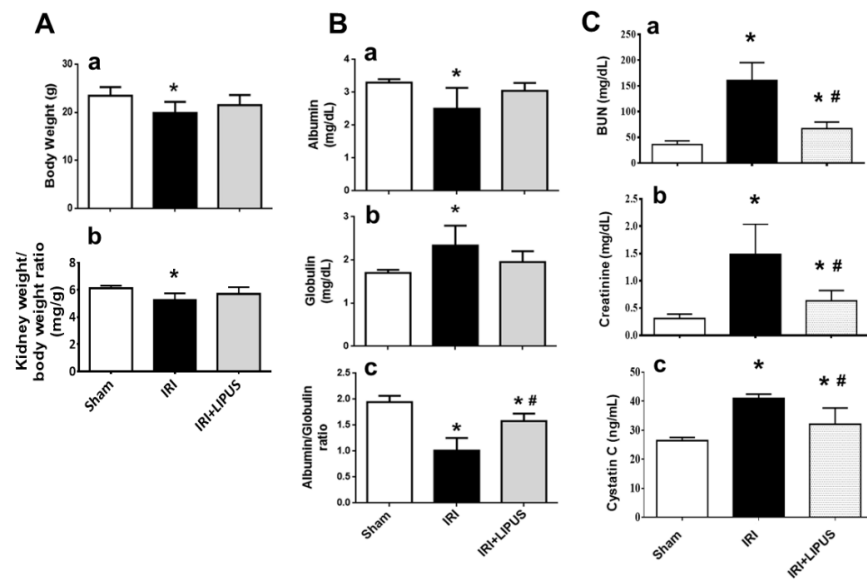 A
a
Body Weight (g)
30
20
10
0
*
b
Kidney weight/
body weight ratio
(mg/g)
8
6
4
2
0
*
Sham
IRI
IRI+LIPUS
B
a
Albumin
(mg/dL)
4
3
2
1
0
*
b
Globulin
(mg/dL)
3
2
1
0
*
c
Albumin/Globulin
ratio
2.5
2.0
1.5
1.0
0.5
0.0
*
* #
Sham
IRI
IRI+LIPUS
C
a
BUN (mg/dL)
250
200
150
100
50
0
*
* #
b
Creatinine (mg/dL)
2.5
2.0
1.5
1.0
0.5
0.0
*
* #
c
Cystatin C (ng/mL)
50
40
30
20
10
0
*
* #
Sham
IRI
IRI+LIPUS